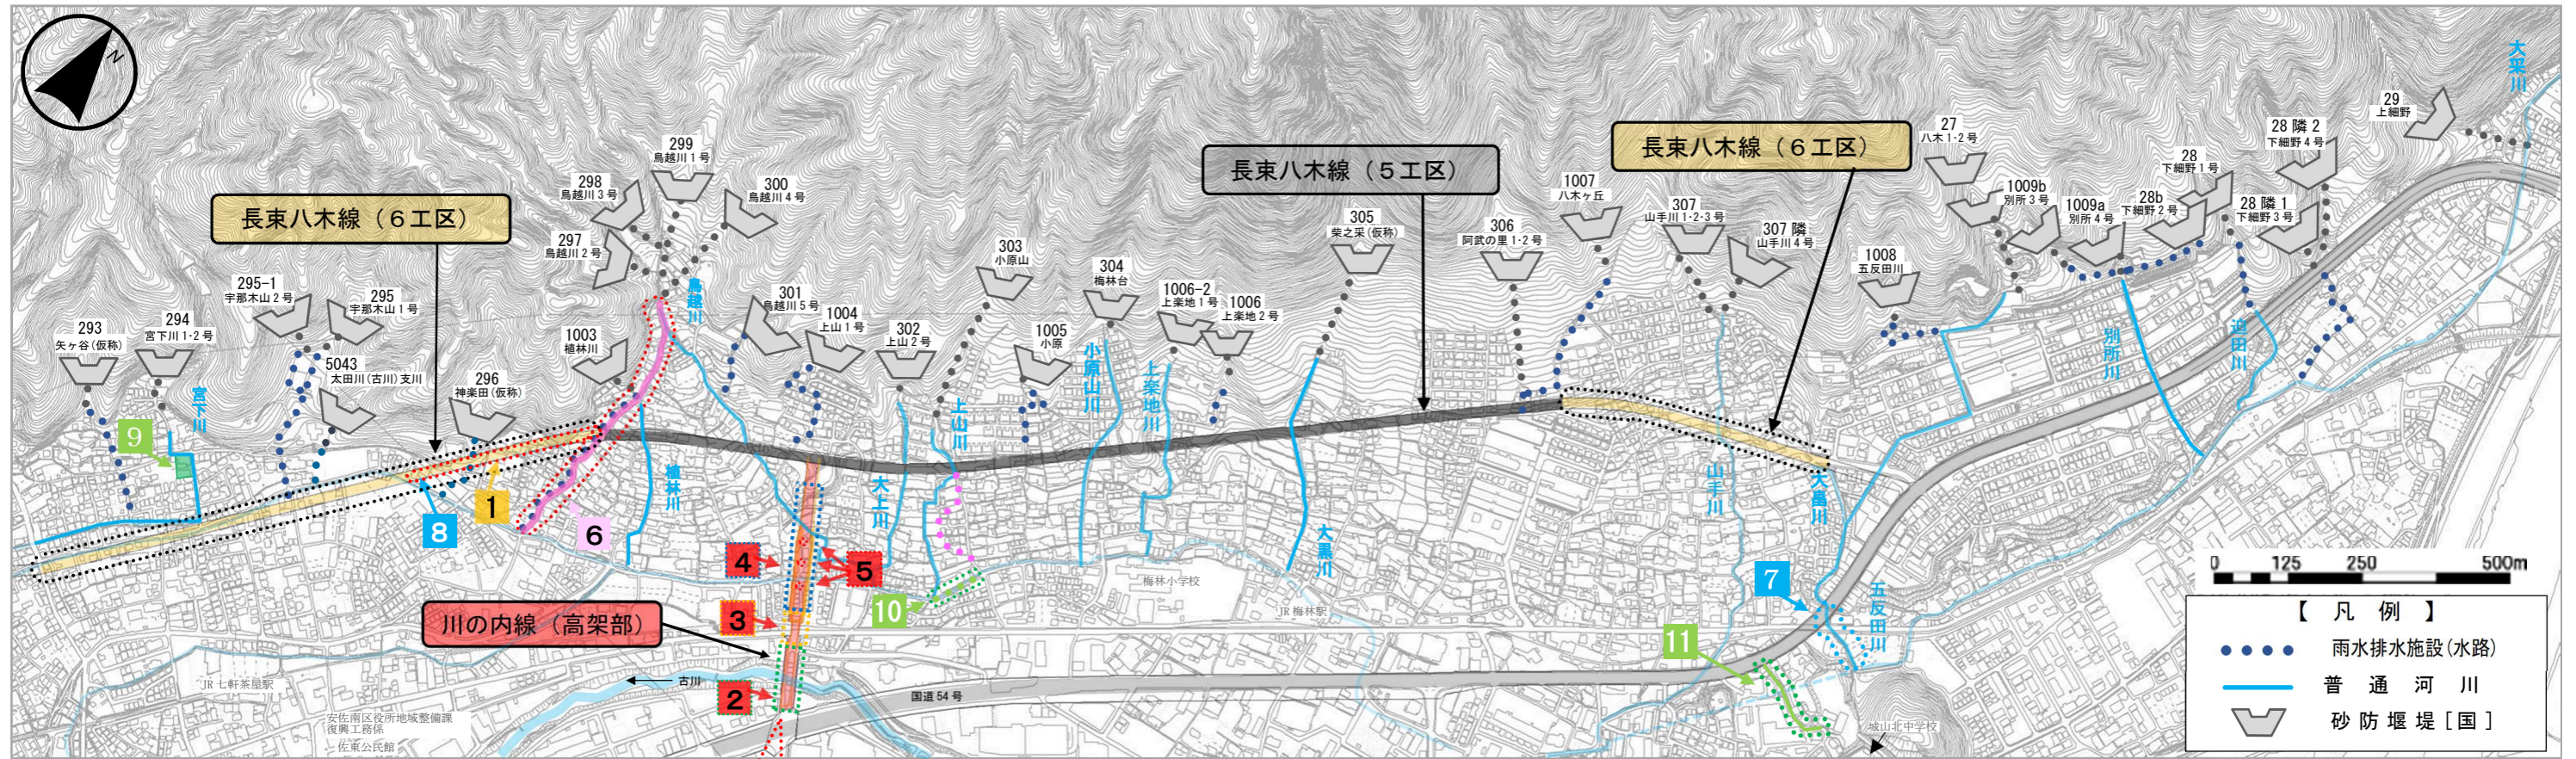 N
大采川
29
上細野
28 隣 2
下細野 4 号
28
下細野 1 号
27
八木 1・2 号
1009b
別所 3 号
1009a
別所 4 号
28b
下細野 2 号
28 隣 1
下細野 3 号
長束八木線（６工区）
長束八木線（５工区）
長束八木線（６工区）
299
鳥越川 1 号
298
鳥越川 3 号
300
鳥越川 4 号
297
鳥越川 2 号
鳥越川
1007
八木ヶ丘
307
山手川 1・2・3 号
307 隣
山手川 4 号
305
柴之采(仮称)
306
阿武の里 1・2 号
1008
五反田川
303
小原山
304
梅林台
1006-2
上楽地 1 号
1006
上楽地 2 号
295-1
宇那木山 2 号
295
宇那木山 1 号
301
鳥越川 5 号
1004
上山 1 号
302
上山 2 号
1005
小原
293
矢ヶ谷(仮称)
294
宮下川 1・2 号
1003
植林川
5043
太田川(古川)支川
296
神楽田(仮称)
宮下川
9
小原山川
上楽地川
上山川
別所川
迫田川
植林川
大上川
山手川
大畠川
大黒川
五反田川
1
8
6
4
5
3
2
10
7
11
梅林小学校
JR 梅林駅
川の内線（高架部）
JR 七軒茶屋駅
古川
国道 54 号
安佐南区役所地域整備課
復興工務係
佐東公民館
城山北中学校
0 125 250 500m
【 凡 例 】
雨水排水施設(水路)
普 通 河 川
砂 防 堰 堤 [ 国 ]